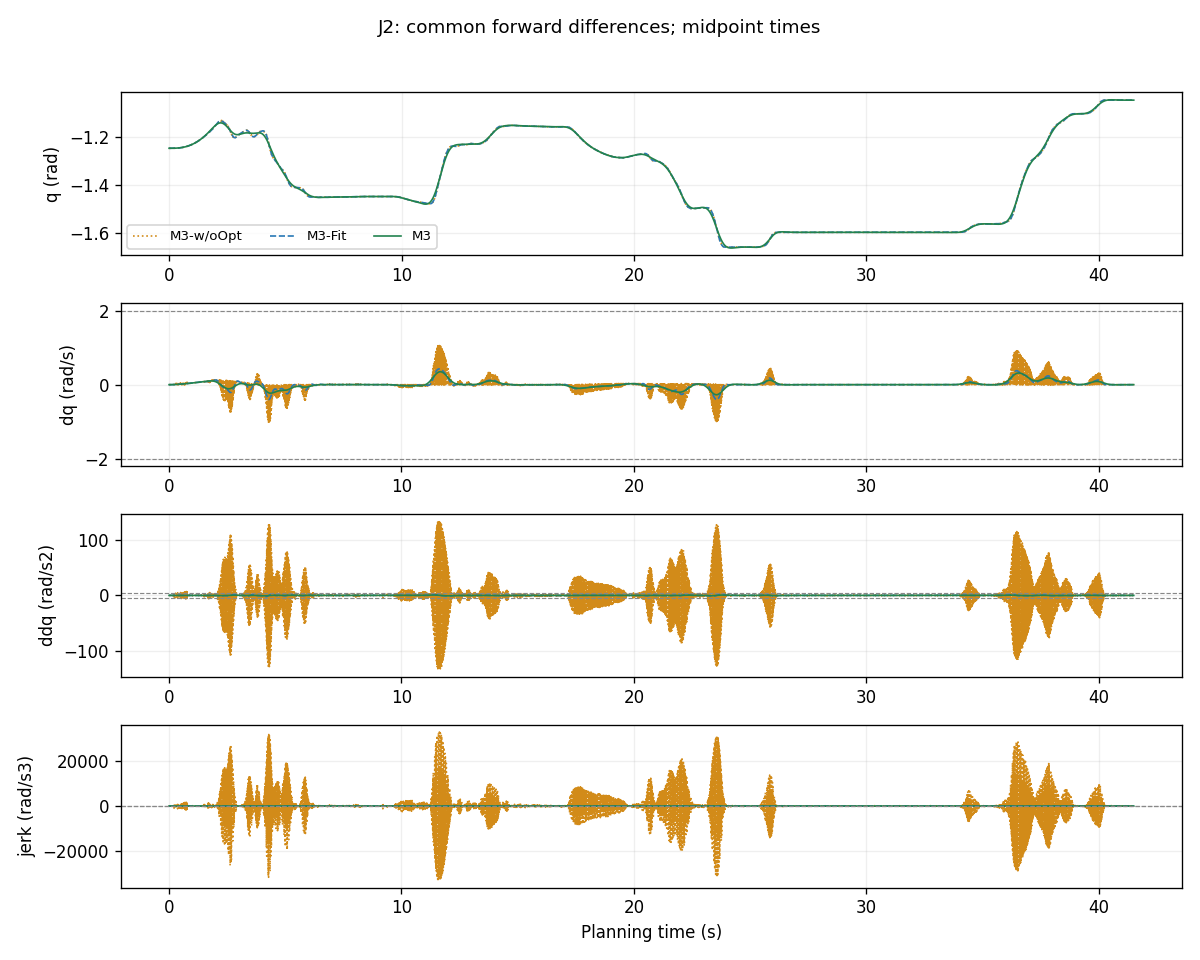 J2: common forward differences; midpoint times
q (rad)
−1.2
−1.4
−1.6
M3-w/oOpt M3-Fit M3
0 10 20 30 40
dq (rad/s)
2
0
−2
0 10 20 30 40
ddq (rad/s2)
100
0
−100
0 10 20 30 40
jerk (rad/s3)
20000
0
−20000
0 10 20 30 40
Planning time (s)